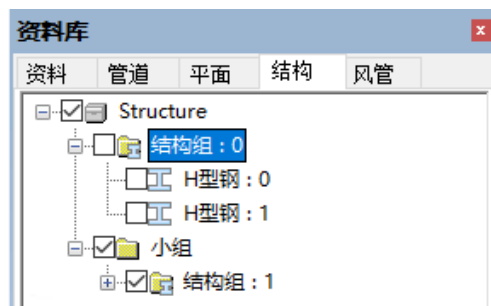 资料库
资料 管道 平面 结构 风管
Structure
结构组：0
H型钢：0
H型钢：1
小组
结构组：1